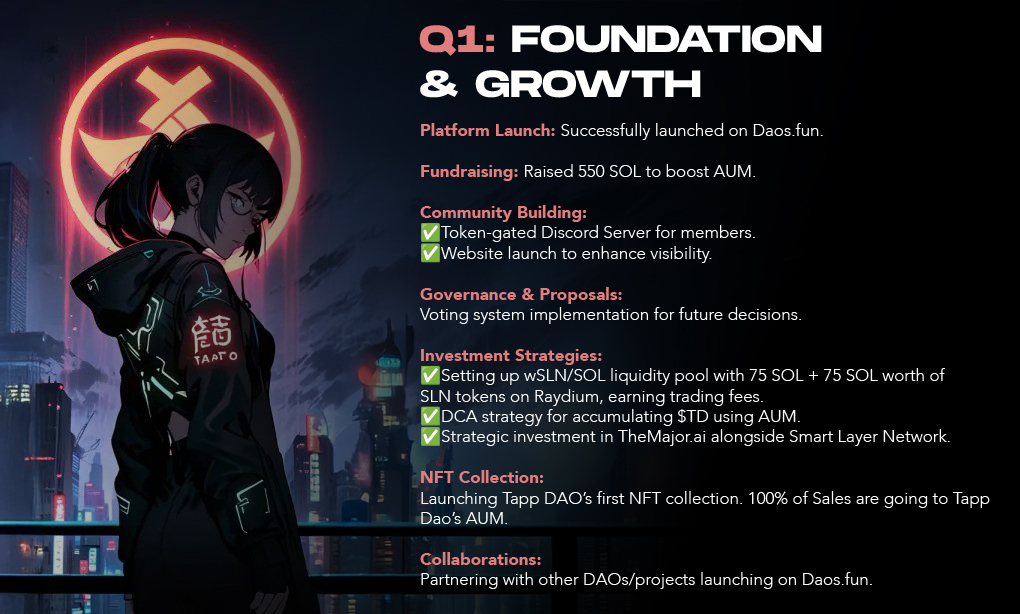 Q1: FOUNDATION
& GROWTH
Platform Launch: Successfully launched on Daos.fun.
Fundraising: Raised 550 SOL to boost AUM.
Community Building:
✅Token-gated Discord Server for members.
✅Website launch to enhance visibility.
Governance & Proposals:
Voting system implementation for future decisions.
Investment Strategies:
✅Setting up wSLN/SOL liquidity pool with 75 SOL + 75 SOL worth of
SLN tokens on Raydium, earning trading fees.
✅DCA strategy for accumulating $TD using AUM.
✅Strategic investment in TheMajor.ai alongside Smart Layer Network.
NFT Collection:
Launching Tapp DAO’s first NFT collection. 100% of Sales are going to Tapp
Dao’s AUM.
Collaborations:
Partnering with other DAOs/projects launching on Daos.fun.